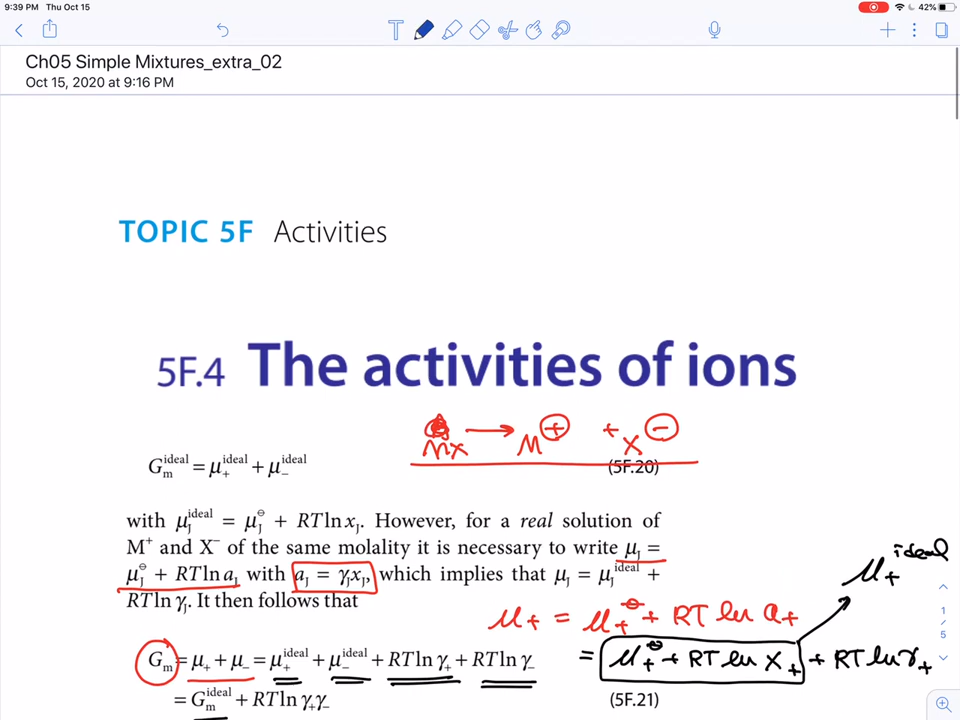 9:39 PM Thu Oct 15 42%
Ch05 Simple Mixtures_extra_02
Oct 15, 2020 at 9:16 PM
TOPIC 5F Activities
5F.4 The activities of ions
MX → M⊕ + X⊖
G_m^ideal = μ_+^ideal + μ_−^ideal (5F.20)
with μ_J^ideal = μ_J^⦵ + RT ln x_J. However, for a real solution of
M⁺ and X⁻ of the same molality it is necessary to write μ_J =
μ_J^⦵ + RT ln a_J with a_J = γ_J x_J, which implies that μ_J = μ_J^ideal +
RT ln γ_J. It then follows that
μ_+^ideal
μ_+ = μ_+^⦵ + RT ln a_+
= μ_+^⦵ + RT ln x_+ + RT ln γ_+
G_m = μ_+ + μ_− = μ_+^ideal + μ_−^ideal + RT ln γ_+ + RT ln γ_−
= G_m^ideal + RT ln γ_+γ_− (5F.21)
1
/
5